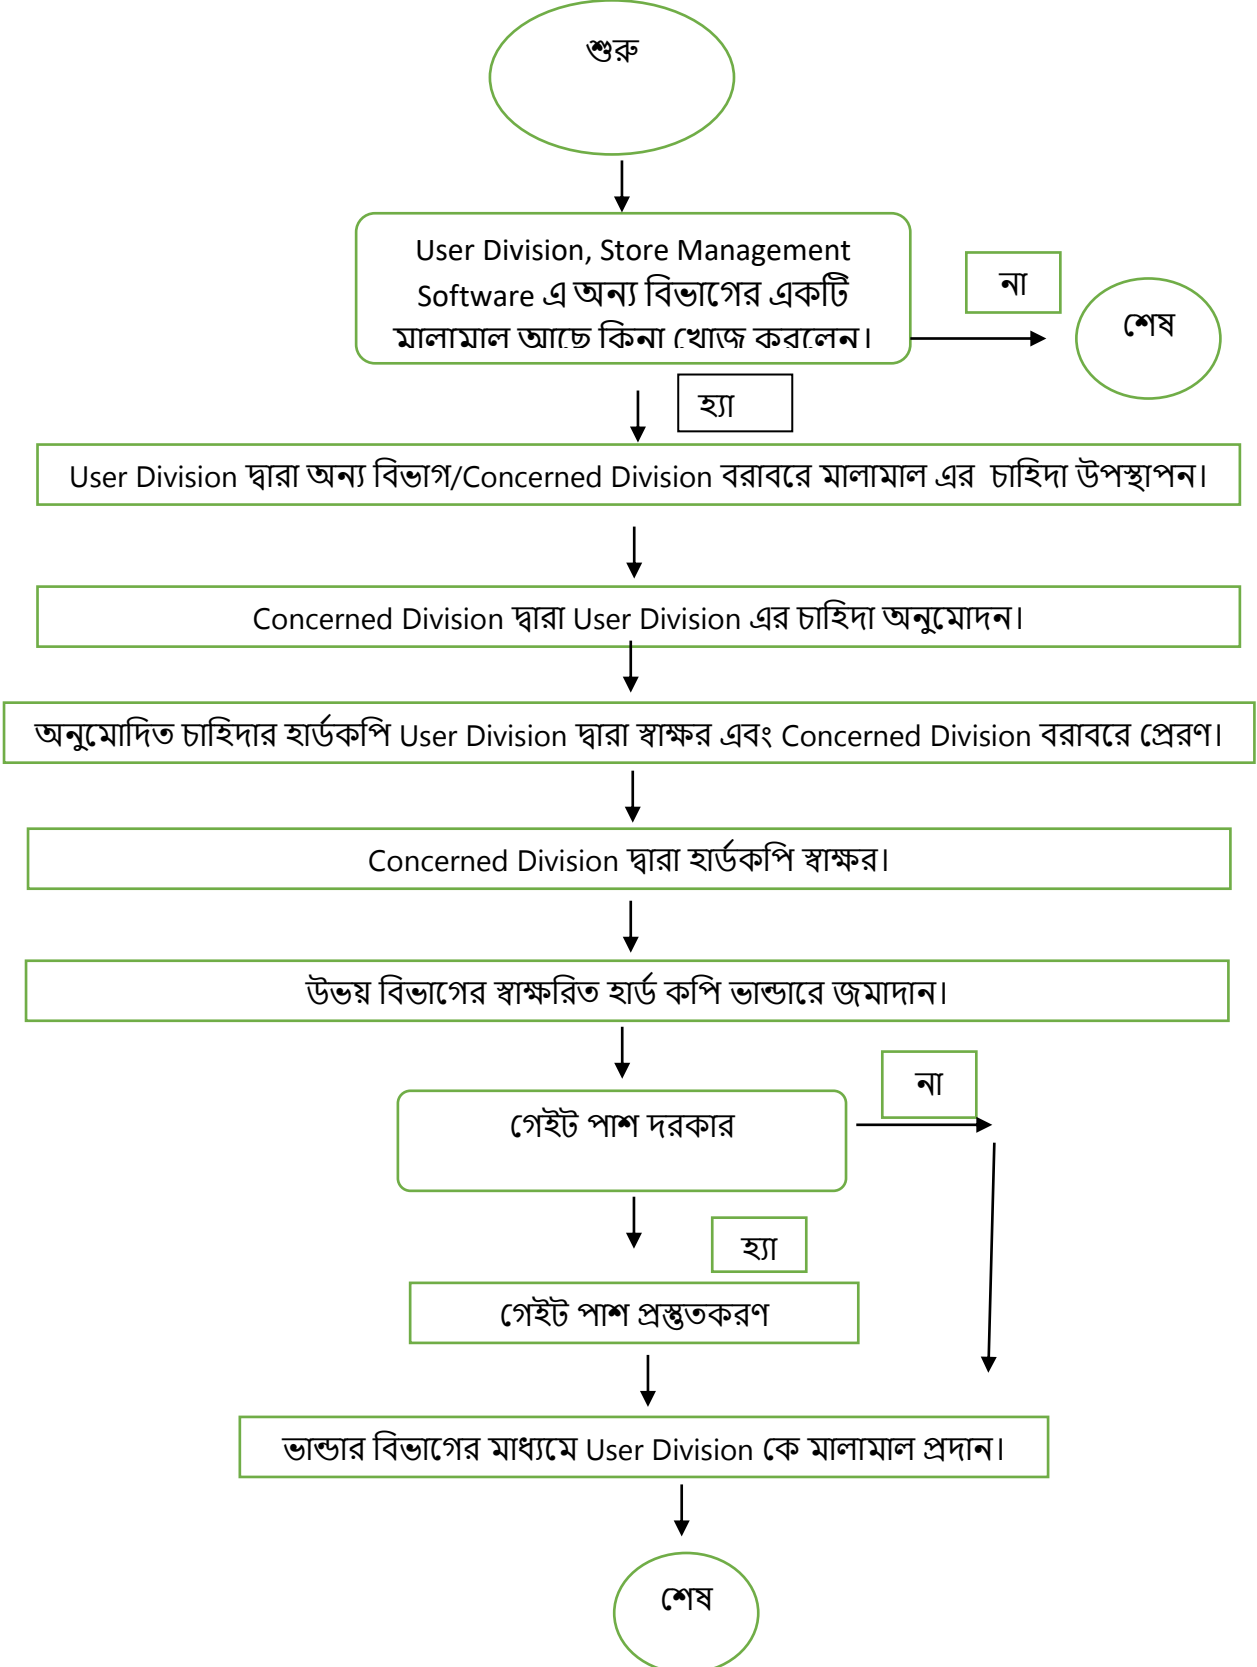 শুরু
User Division, Store Management
Software এ অন্য বিভাগের একটি
মালামাল আছে কিনা খোজ করলেন।
না
শেষ
হ্যা
User Division দ্বারা অন্য বিভাগ/Concerned Division বরাবরে মালামাল এর চাহিদা উপস্থাপন।
Concerned Division দ্বারা User Division এর চাহিদা অনুমোদন।
অনুমোদিত চাহিদার হার্ডকপি User Division দ্বারা স্বাক্ষর এবং Concerned Division বরাবরে প্রেরণ।
Concerned Division দ্বারা হার্ডকপি স্বাক্ষর।
উভয় বিভাগের স্বাক্ষরিত হার্ড কপি ভান্ডারে জমাদান।
না
গেইট পাশ দরকার
হ্যা
গেইট পাশ প্রস্তুতকরণ
ভান্ডার বিভাগের মাধ্যমে User Division কে মালামাল প্রদান।
শেষ